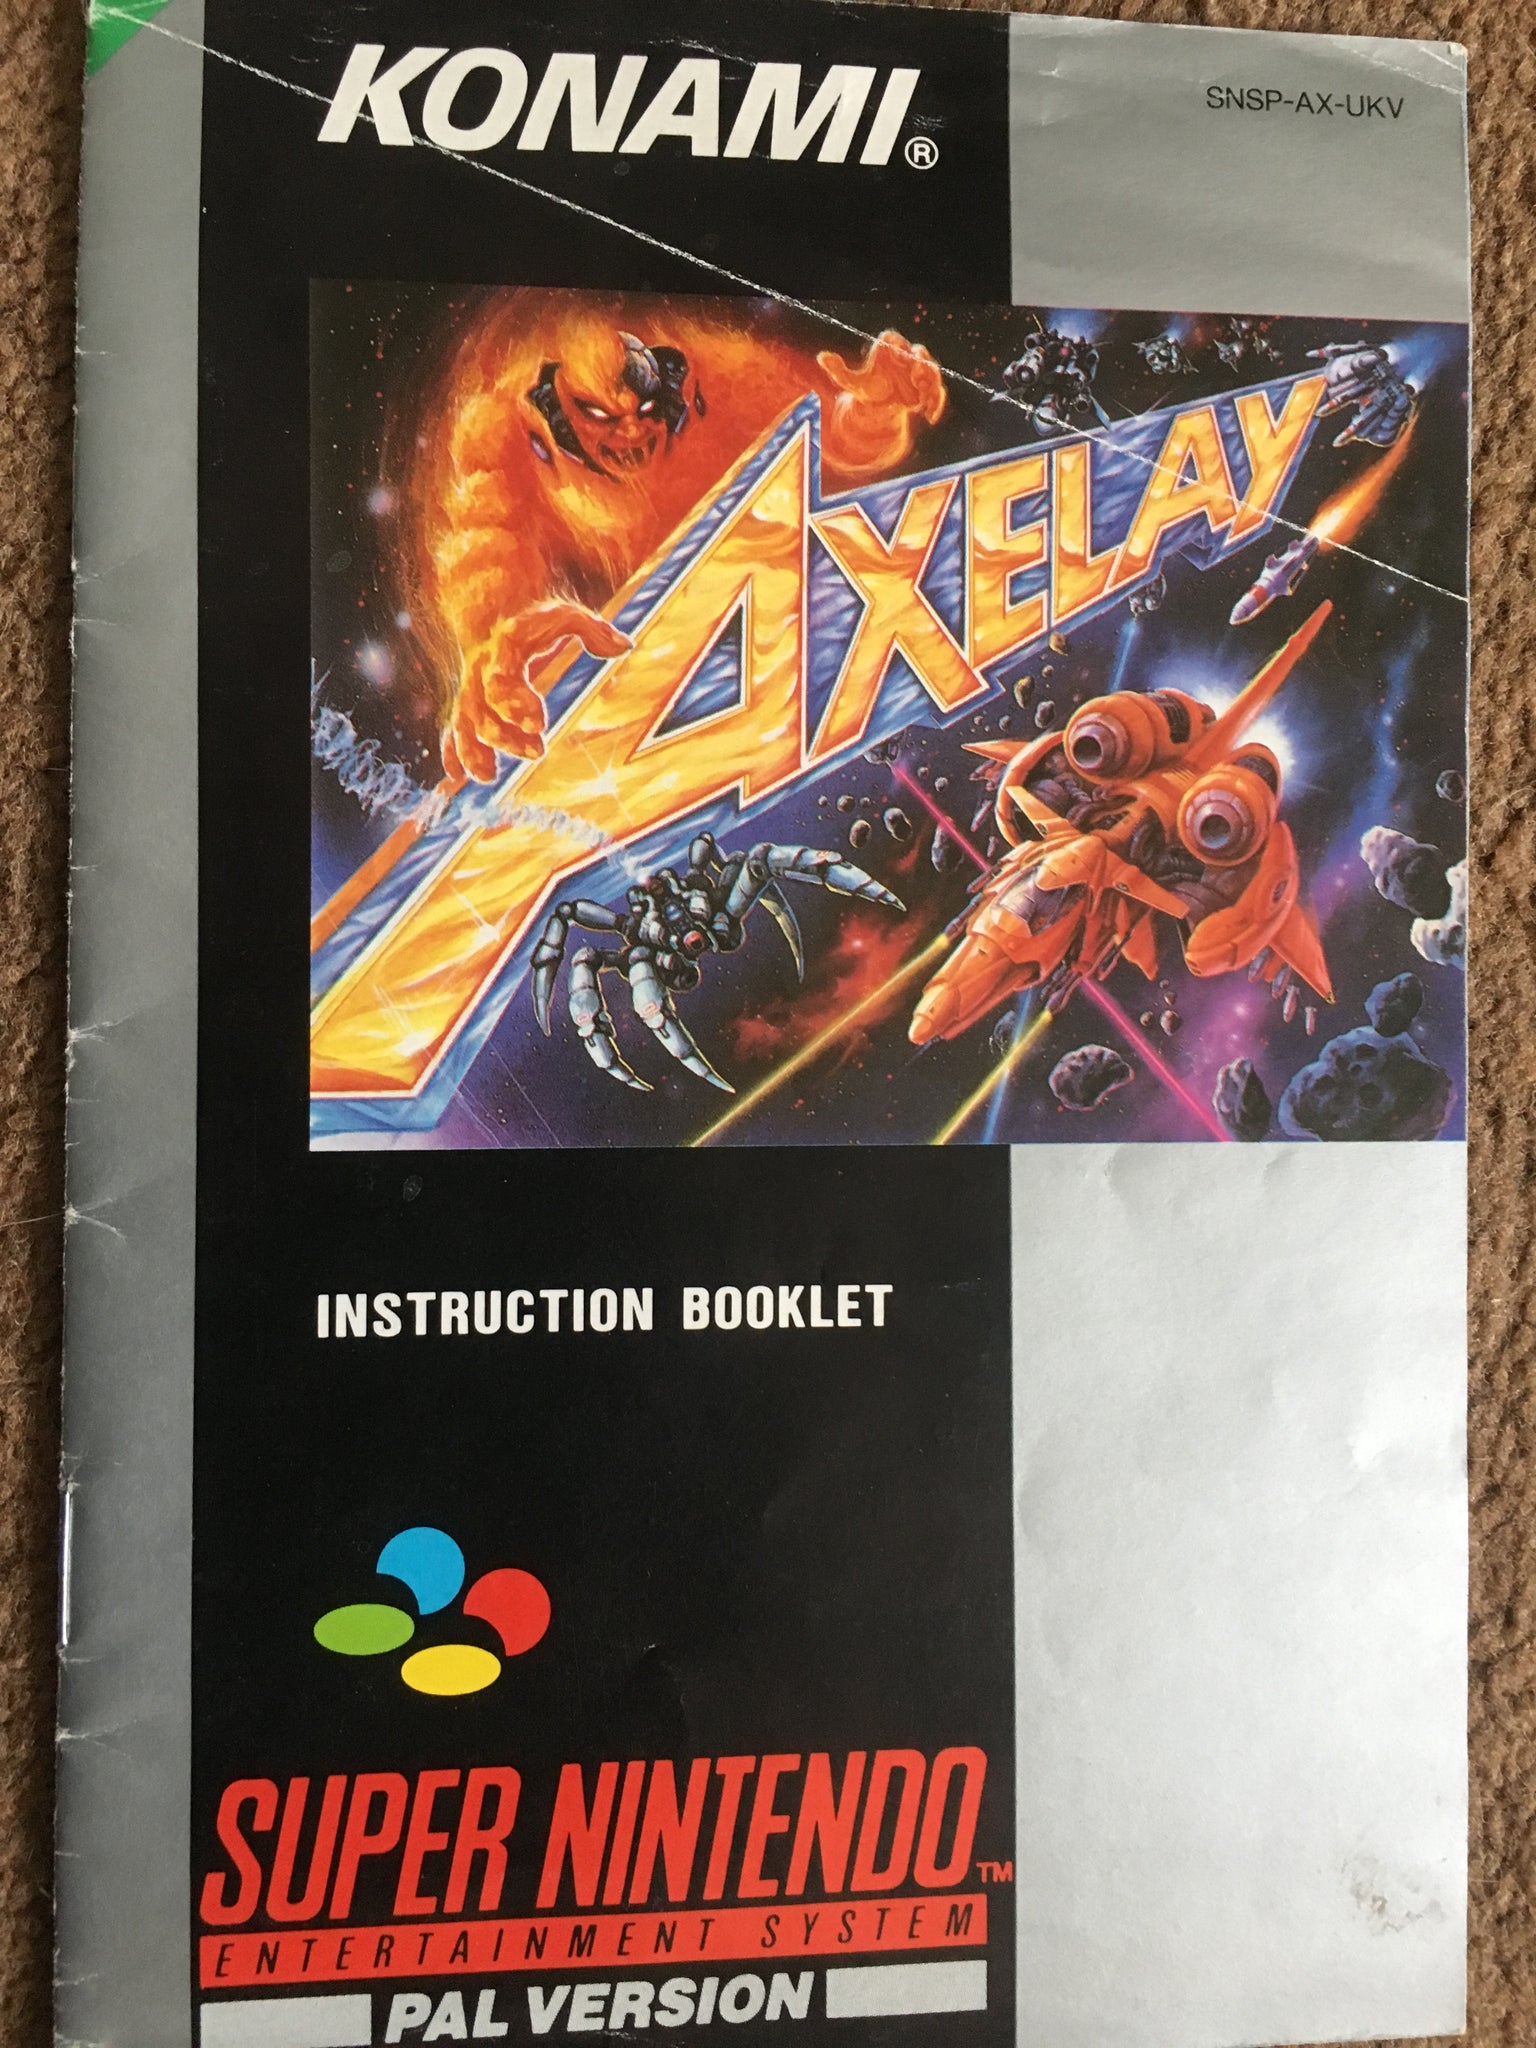 KONAMI®
SNSP-AX-UKV
AXELAY
INSTRUCTION BOOKLET
SUPER NINTENDO™
ENTERTAINMENT SYSTEM
PAL VERSION